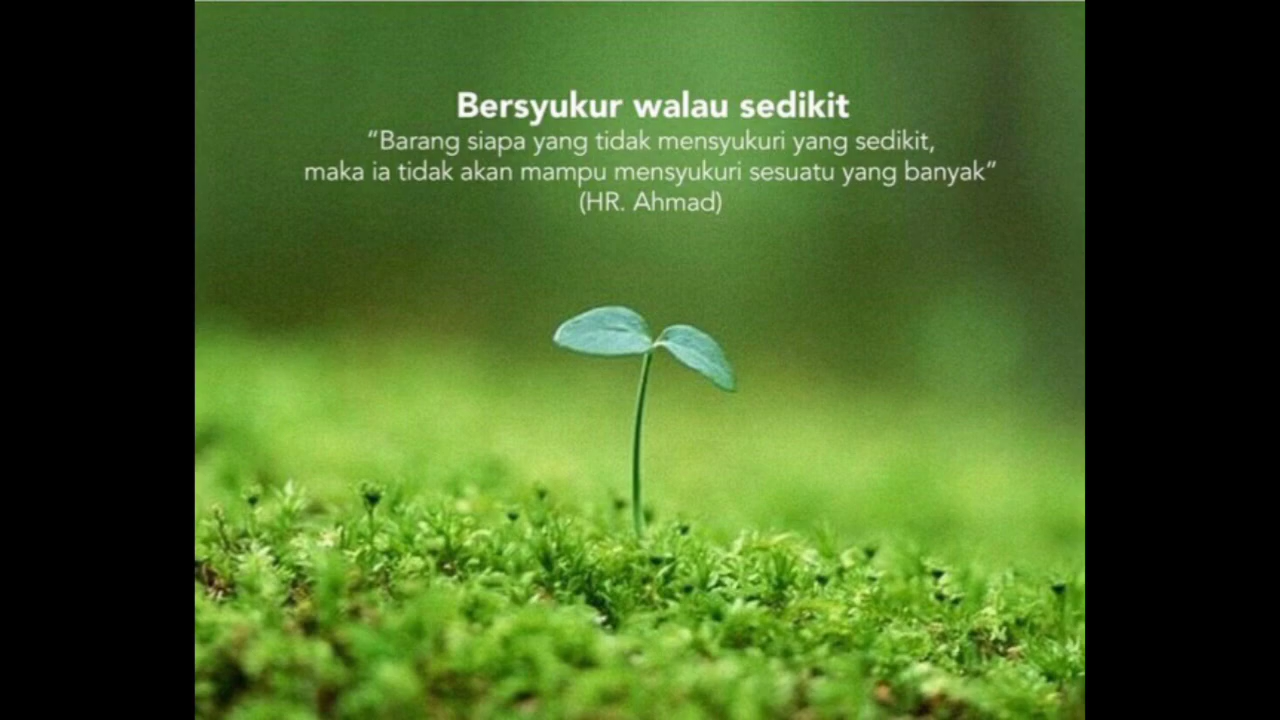 Bersyukur walau sedikit
“Barang siapa yang tidak mensyukuri yang sedikit,
maka ia tidak akan mampu mensyukuri sesuatu yang banyak”
(HR. Ahmad)